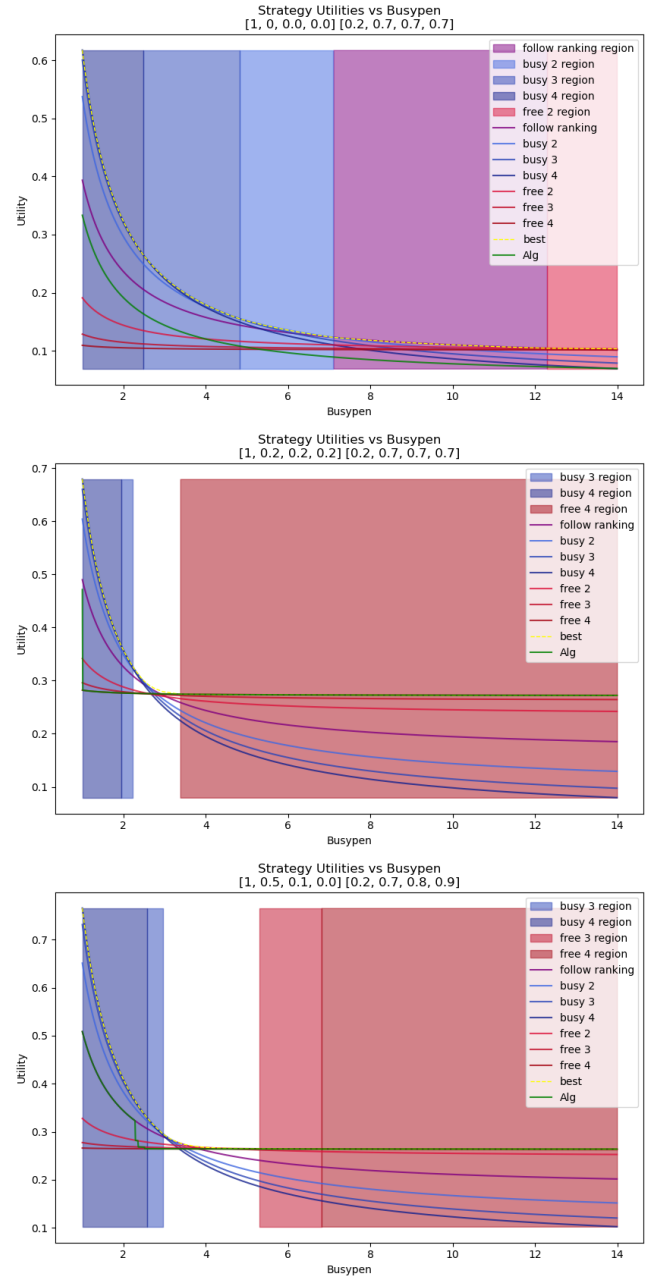 Strategy Utilities vs Busypen
[1, 0, 0.0, 0.0] [0.2, 0.7, 0.7, 0.7]
Utility
0.6
0.5
0.4
0.3
0.2
0.1
follow ranking region
busy 2 region
busy 3 region
busy 4 region
free 2 region
follow ranking
busy 2
busy 3
busy 4
free 2
free 3
free 4
best
Alg
2 4 6 8 10 12 14
Busypen
Strategy Utilities vs Busypen
[1, 0.2, 0.2, 0.2] [0.2, 0.7, 0.7, 0.7]
Utility
0.7
0.6
0.5
0.4
0.3
0.2
0.1
busy 3 region
busy 4 region
free 4 region
follow ranking
busy 2
busy 3
busy 4
free 2
free 3
free 4
best
Alg
2 4 6 8 10 12 14
Busypen
Strategy Utilities vs Busypen
[1, 0.5, 0.1, 0.0] [0.2, 0.7, 0.8, 0.9]
Utility
0.7
0.6
0.5
0.4
0.3
0.2
0.1
busy 3 region
busy 4 region
free 3 region
free 4 region
follow ranking
busy 2
busy 3
busy 4
free 2
free 3
free 4
best
Alg
2 4 6 8 10 12 14
Busypen